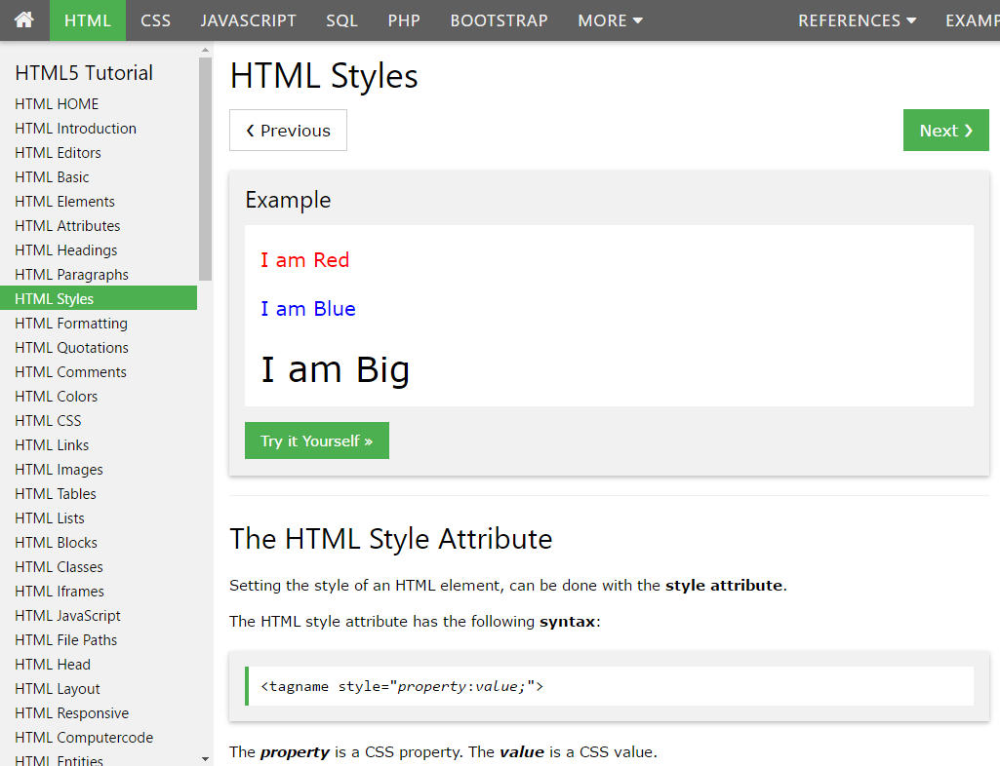 HTML CSS JAVASCRIPT SQL PHP BOOTSTRAP MORE REFERENCES
HTML5 Tutorial
HTML HOME
HTML Introduction
HTML Editors
HTML Basic
HTML Elements
HTML Attributes
HTML Headings
HTML Paragraphs
HTML Styles
HTML Formatting
HTML Quotations
HTML Comments
HTML Colors
HTML CSS
HTML Links
HTML Images
HTML Tables
HTML Lists
HTML Blocks
HTML Classes
HTML Iframes
HTML JavaScript
HTML File Paths
HTML Head
HTML Layout
HTML Responsive
HTML Computercode
HTML Entities
HTML Styles
❮ Previous
Next ❯
Example
I am Red
I am Blue
I am Big
Try it Yourself »
The HTML Style Attribute
Setting the style of an HTML element, can be done with the style attribute.
The HTML style attribute has the following syntax:
<tagname style="property:value;">
The property is a CSS property. The value is a CSS value.